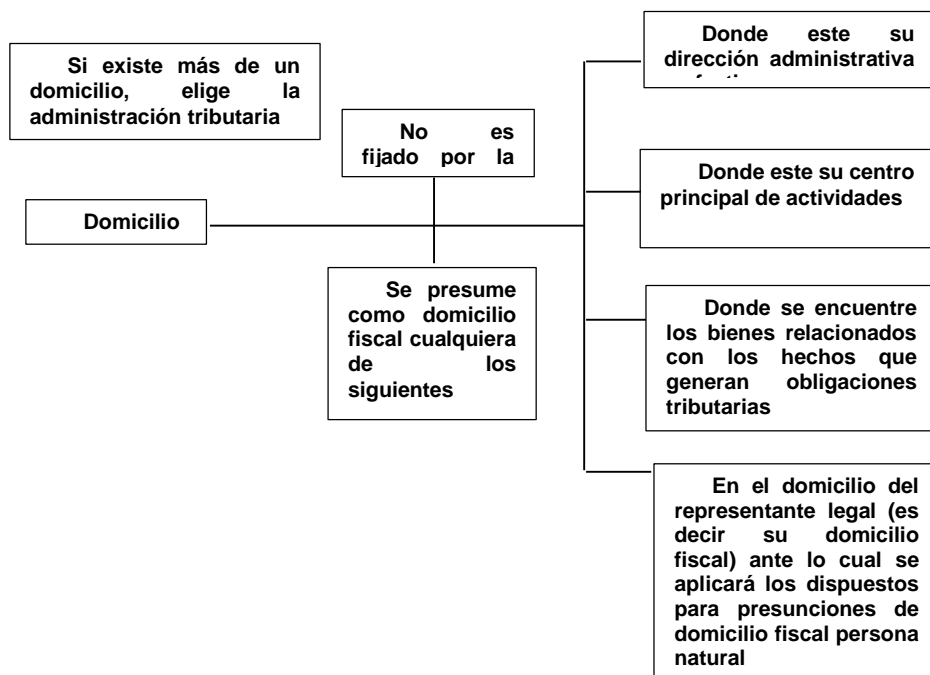 Si existe más de un
domicilio, elige la
administración tributaria
No es
fijado por la
Domicilio
Se presume
como domicilio
fiscal cualquiera
de los
siguientes
Donde este su
dirección administrativa
Donde este su centro
principal de actividades
Donde se encuentre
los bienes relacionados
con los hechos que
generan obligaciones
tributarias
En el domicilio del
representante legal (es
decir su domicilio
fiscal) ante lo cual se
aplicará los dispuestos
para presunciones de
domicilio fiscal persona
natural